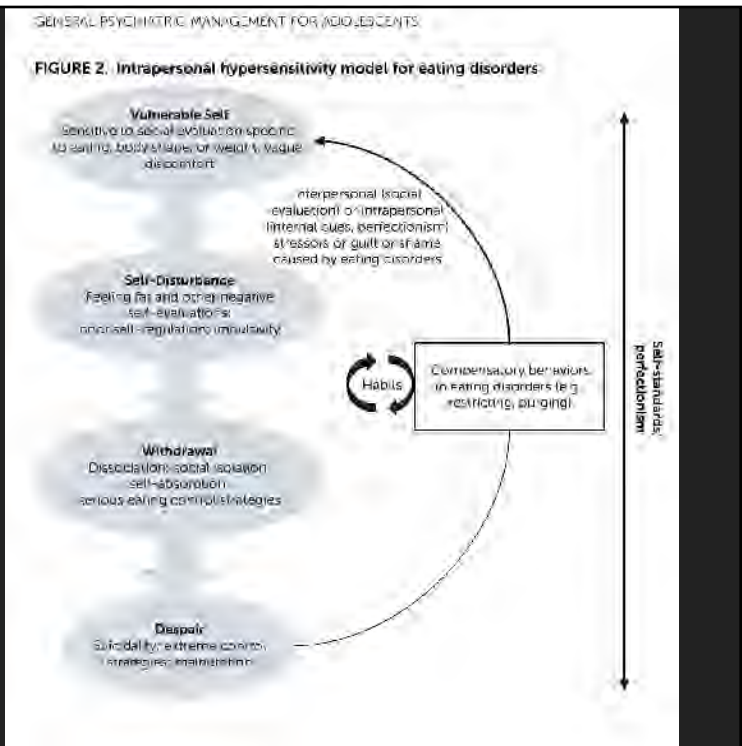 GENERAL PSYCHIATRIC MANAGEMENT FOR ADOLESCENTS
FIGURE 2. Intrapersonal hypersensitivity model for eating disorders
Vulnerable Self
Sensitive to social evaluation specific
to eating, body shape, or weight, vague
discomfort
Interpersonal (social
evaluation) or intrapersonal
(internal cues, perfectionism)
stressors or guilt or shame
caused by eating disorders
Self-Disturbance
Feeling fat and other negative
self-evaluations;
poor self-regulation; impulsivity
Habits
Compensatory behaviors
in eating disorders (e.g.
restricting, purging)
Self-standards,
perfectionism
Withdrawal
Dissociation; social isolation
self-absorption
serious eating control strategies
Despair
Suicidality; extreme control
strategies; malnutrition